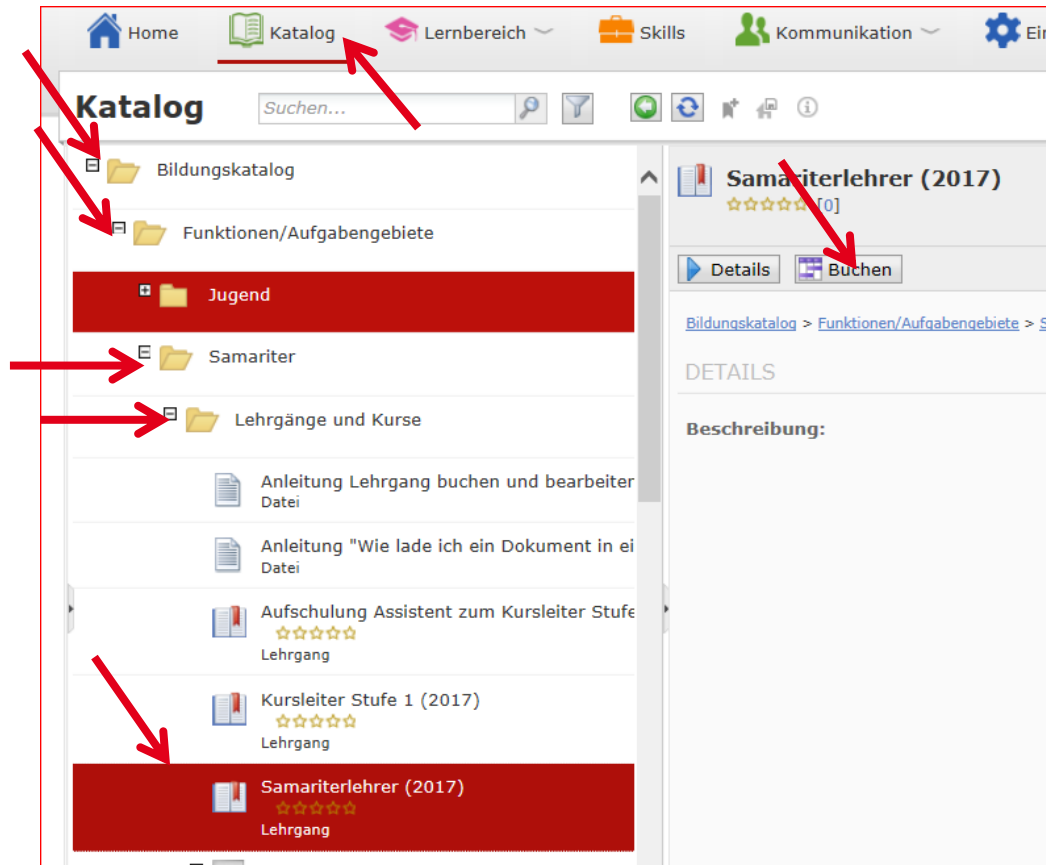 Home Katalog Lernbereich Skills Kommunikation Ein
Katalog Suchen...
Bildungskatalog
Funktionen/Aufgabengebiete
Jugend
Samariter
Lehrgänge und Kurse
Anleitung Lehrgang buchen und bearbeiten
Datei
Anleitung "Wie lade ich ein Dokument in ei
Datei
Aufschulung Assistent zum Kursleiter Stufe
Lehrgang
Kursleiter Stufe 1 (2017)
Lehrgang
Samariterlehrer (2017)
Lehrgang
Samariterlehrer (2017)
[0]
Details Buchen
Bildungskatalog > Funktionen/Aufgabengebiete > S
DETAILS
Beschreibung: